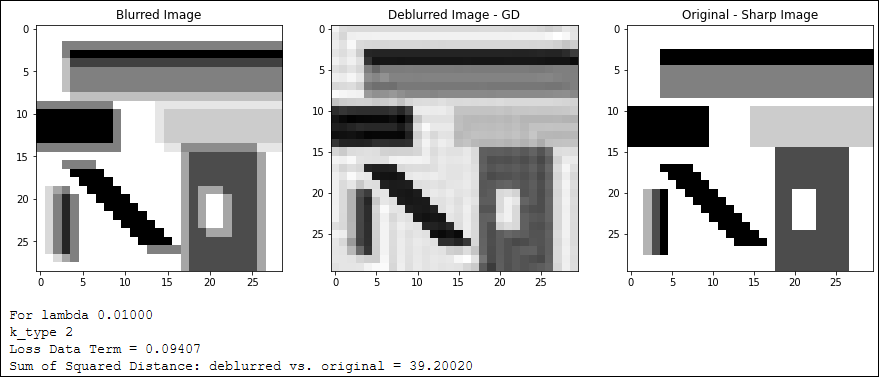 Blurred Image
Deblurred Image - GD
Original - Sharp Image
0
5
10
15
20
25
0 5 10 15 20 25
0
5
10
15
20
25
0 5 10 15 20 25
0
5
10
15
20
25
0 5 10 15 20 25
For lambda 0.01000
k_type 2
Loss Data Term = 0.09407
Sum of Squared Distance: deblurred vs. original = 39.20020